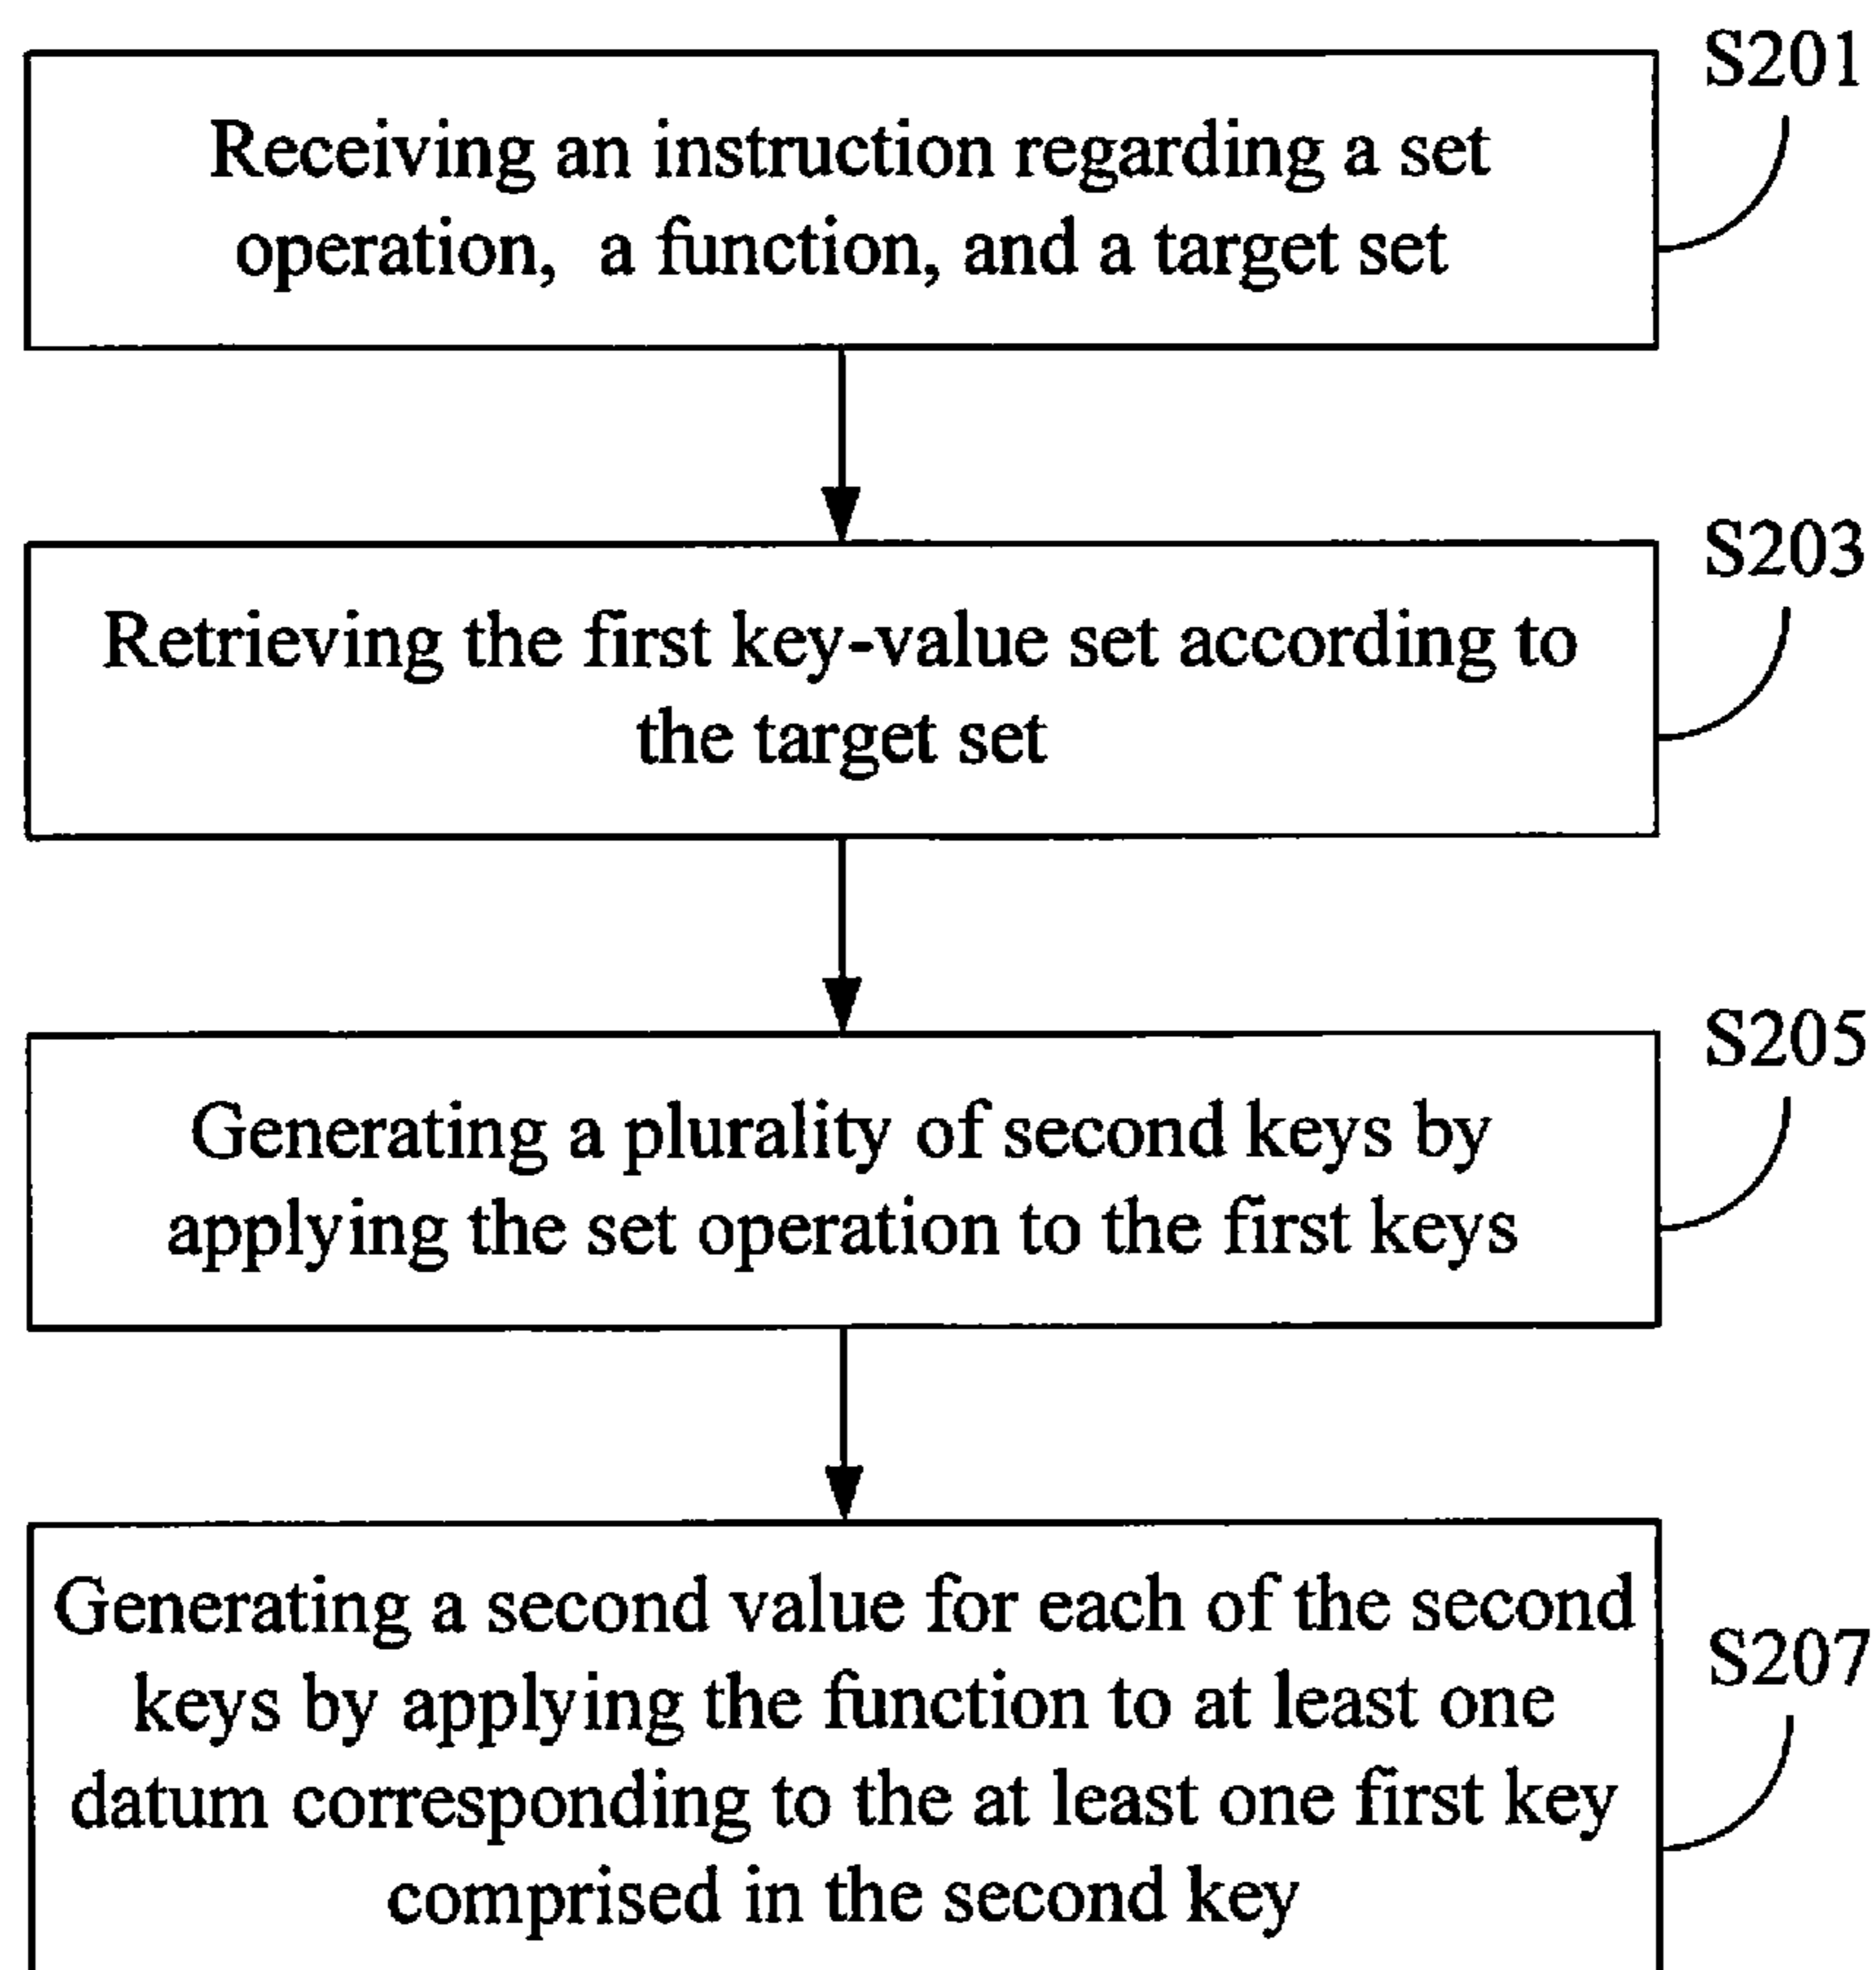 S201
Receiving an instruction regarding a set
operation, a function, and a target set
S203
Retrieving the first key-value set according to
the target set
S205
Generating a plurality of second keys by
applying the set operation to the first keys
Generating a second value for each of the second
S207
keys by applying the function to at least one
datum corresponding to the at least one first key
comprised in the second key